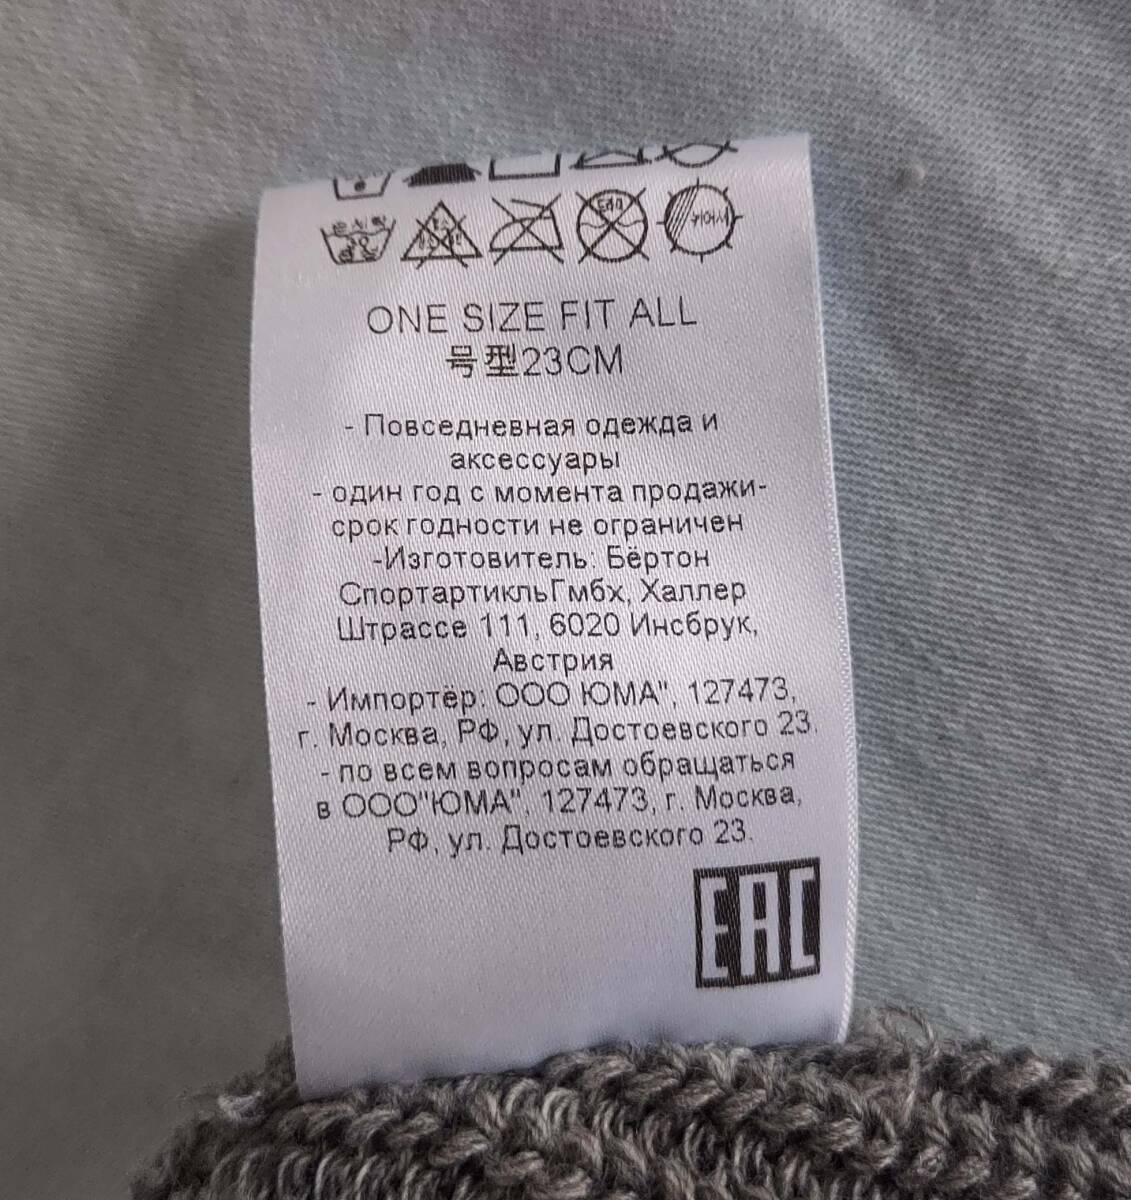 ONE SIZE FIT ALL
号型23CM
- Повседневная одежда и
аксессуары
- один год с момента продажи-
срок годности не ограничен
-Изготовитель: Бёртон
СпортартикльГмбх, Халлер
Штрассе 111, 6020 Инсбрук,
Австрия
- Импортёр: ООО ЮМА", 127473,
г. Москва, РФ, ул. Достоевского 23.
- по всем вопросам обращаться
в ООО"ЮМА", 127473, г. Москва,
РФ, ул. Достоевского 23.
EAC